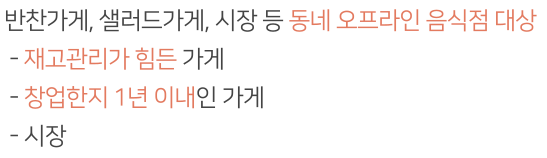 반찬가게, 샐러드가게, 시장 등 동네 오프라인 음식점 대상
- 재고관리가 힘든 가게
- 창업한지 1년 이내인 가게
- 시장